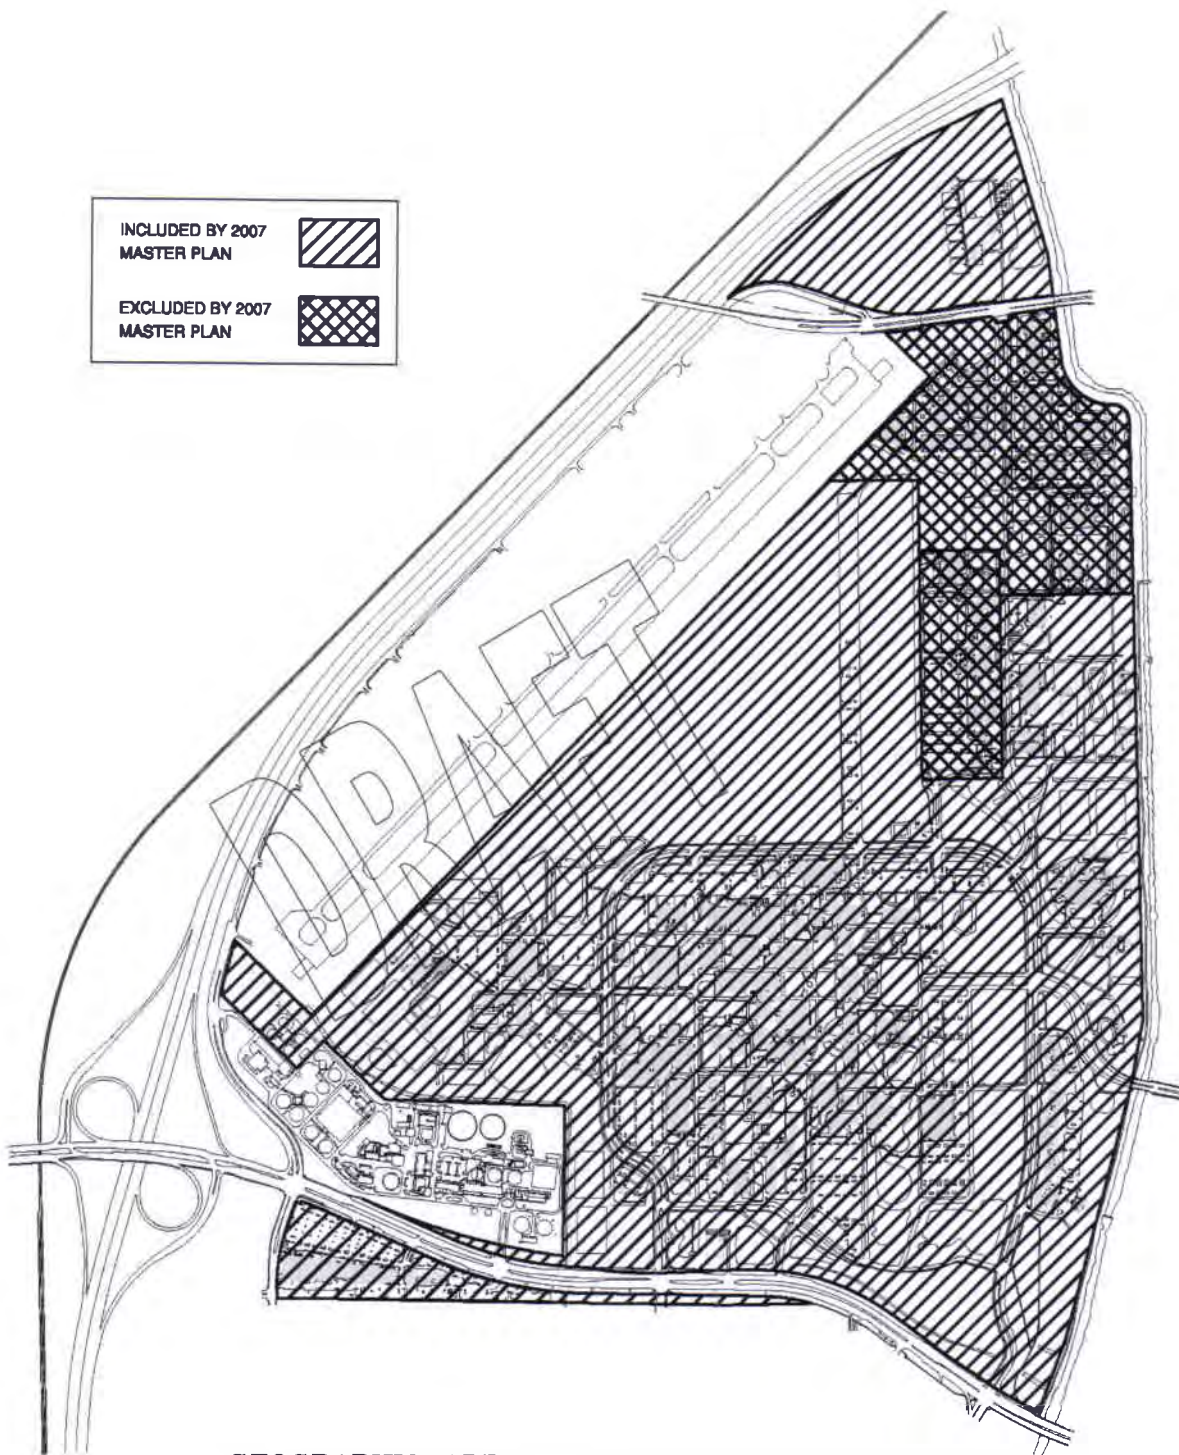 INCLUDED BY 2007
MASTER PLAN
EXCLUDED BY 2007
MASTER PLAN
DRAFT